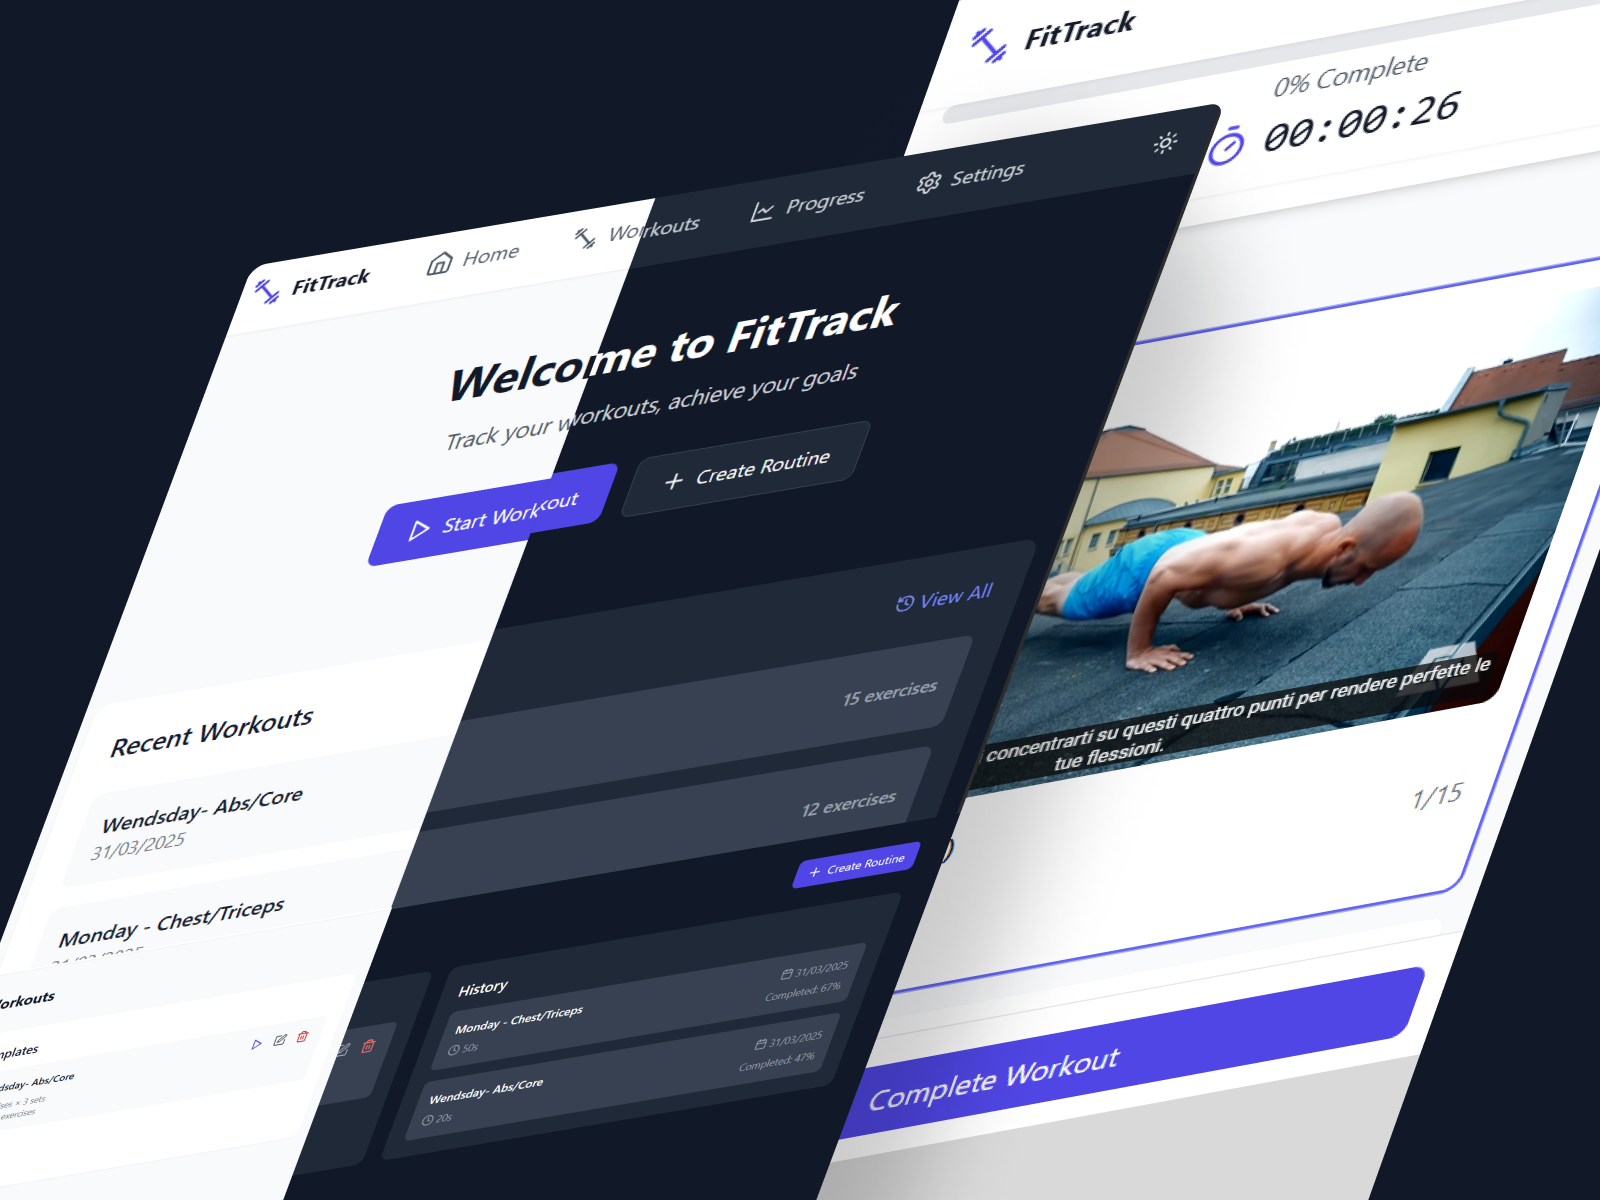 FitTrack
0% Complete
00:00:26
FitTrack
Home
Workouts
Progress
Settings
Welcome to FitTrack
Track your workouts, achieve your goals
Start Workout
Create Routine
View All
Recent Workouts
Wendsday- Abs/Core
31/03/2025
15 exercises
Monday - Chest/Triceps
12 exercises
concentrarti su questi quattro punti per rendere perfette le
tue flessioni.
1/15
Create Routine
History
Monday - Chest/Triceps
50s
31/03/2025
Completed: 67%
Wendsday- Abs/Core
20s
31/03/2025
Completed: 47%
Complete Workout
orkouts
nplates
dsday- Abs/Core
ses × 3 sets
exercises